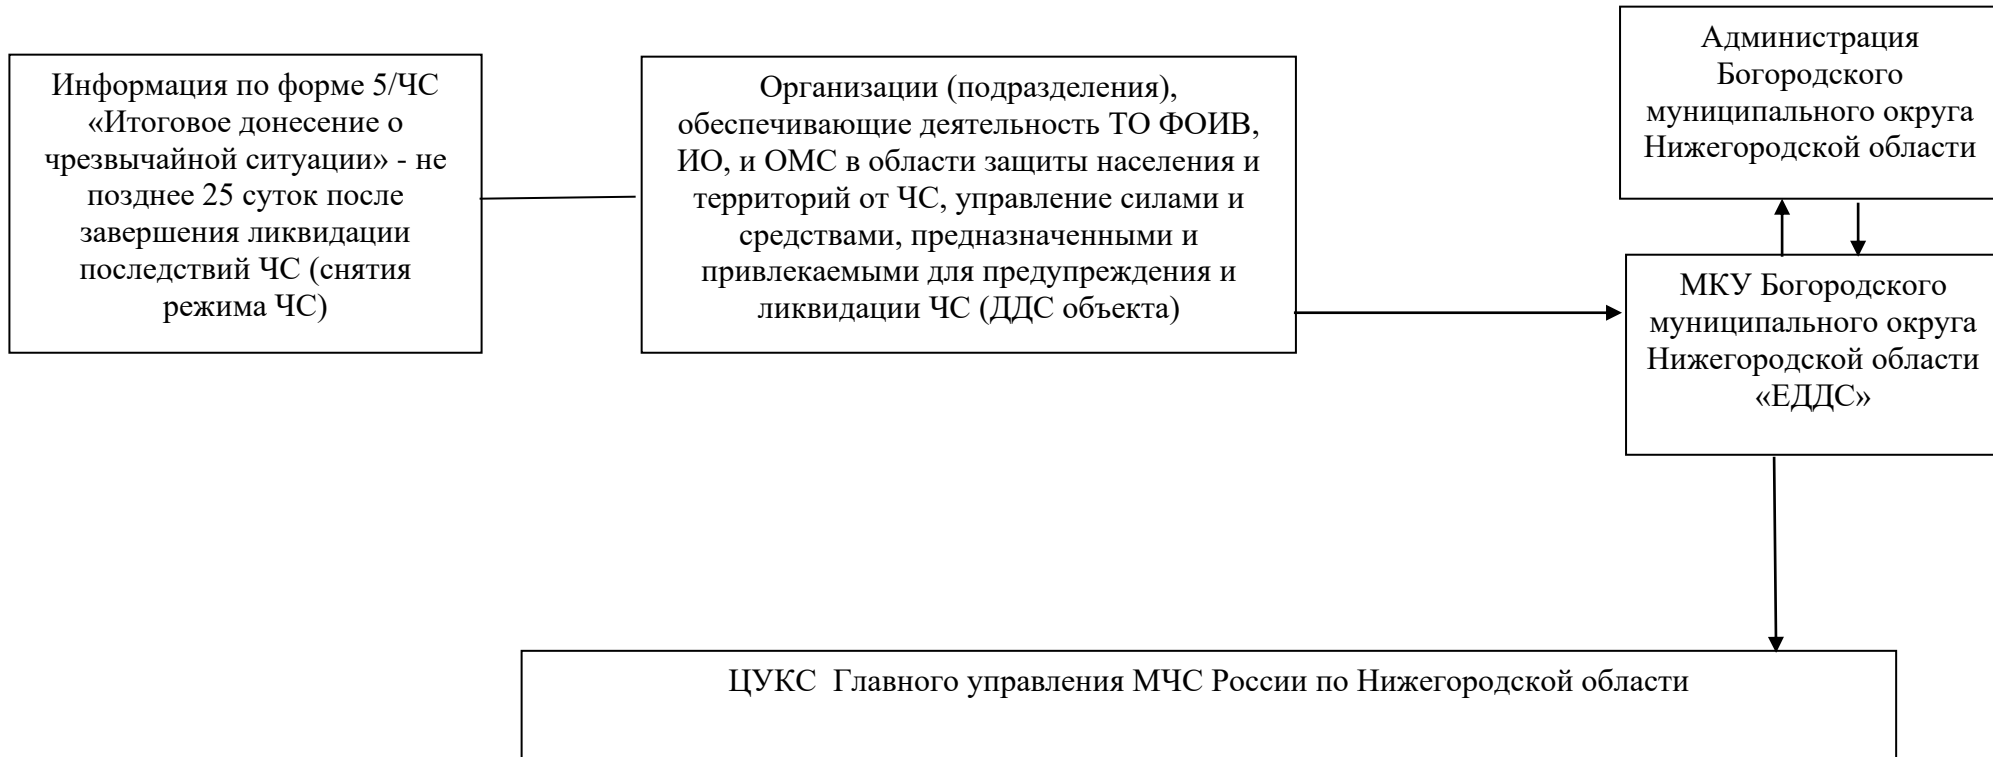 Информация по форме 5/ЧС
«Итоговое донесение о
чрезвычайной ситуации» - не
позднее 25 суток после
завершения ликвидации
последствий ЧС (снятия
режима ЧС)
Организации (подразделения),
обеспечивающие деятельность ТО ФОИВ,
ИО, и ОМС в области защиты населения и
территорий от ЧС, управление силами и
средствами, предназначенными и
привлекаемыми для предупреждения и
ликвидации ЧС (ДДС объекта)
Администрация
Богородского
муниципального округа
Нижегородской области
МКУ Богородского
муниципального округа
Нижегородской области
«ЕДДС»
ЦУКС  Главного управления МЧС России по Нижегородской области